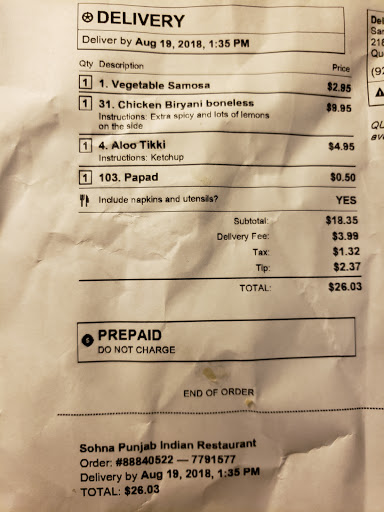 DELIVERY
Deliver by Aug 19, 2018, 1:35 PM
Qty Description Price
1 1. Vegetable Samosa $2.95
1 31. Chicken Biryani boneless $9.95
Instructions: Extra spicy and lots of lemons
on the side
1 4. Aloo Tikki $4.95
Instructions: Ketchup
1 103. Papad $0.50
Include napkins and utensils? YES
Subtotal: $18.35
Delivery Fee: $3.99
Tax: $1.32
Tip: $2.37
TOTAL: $26.03
PREPAID
DO NOT CHARGE
END OF ORDER
Sohna Punjab Indian Restaurant
Order: #88840522 — 7791577
Delivery by Aug 19, 2018, 1:35 PM
TOTAL: $26.03